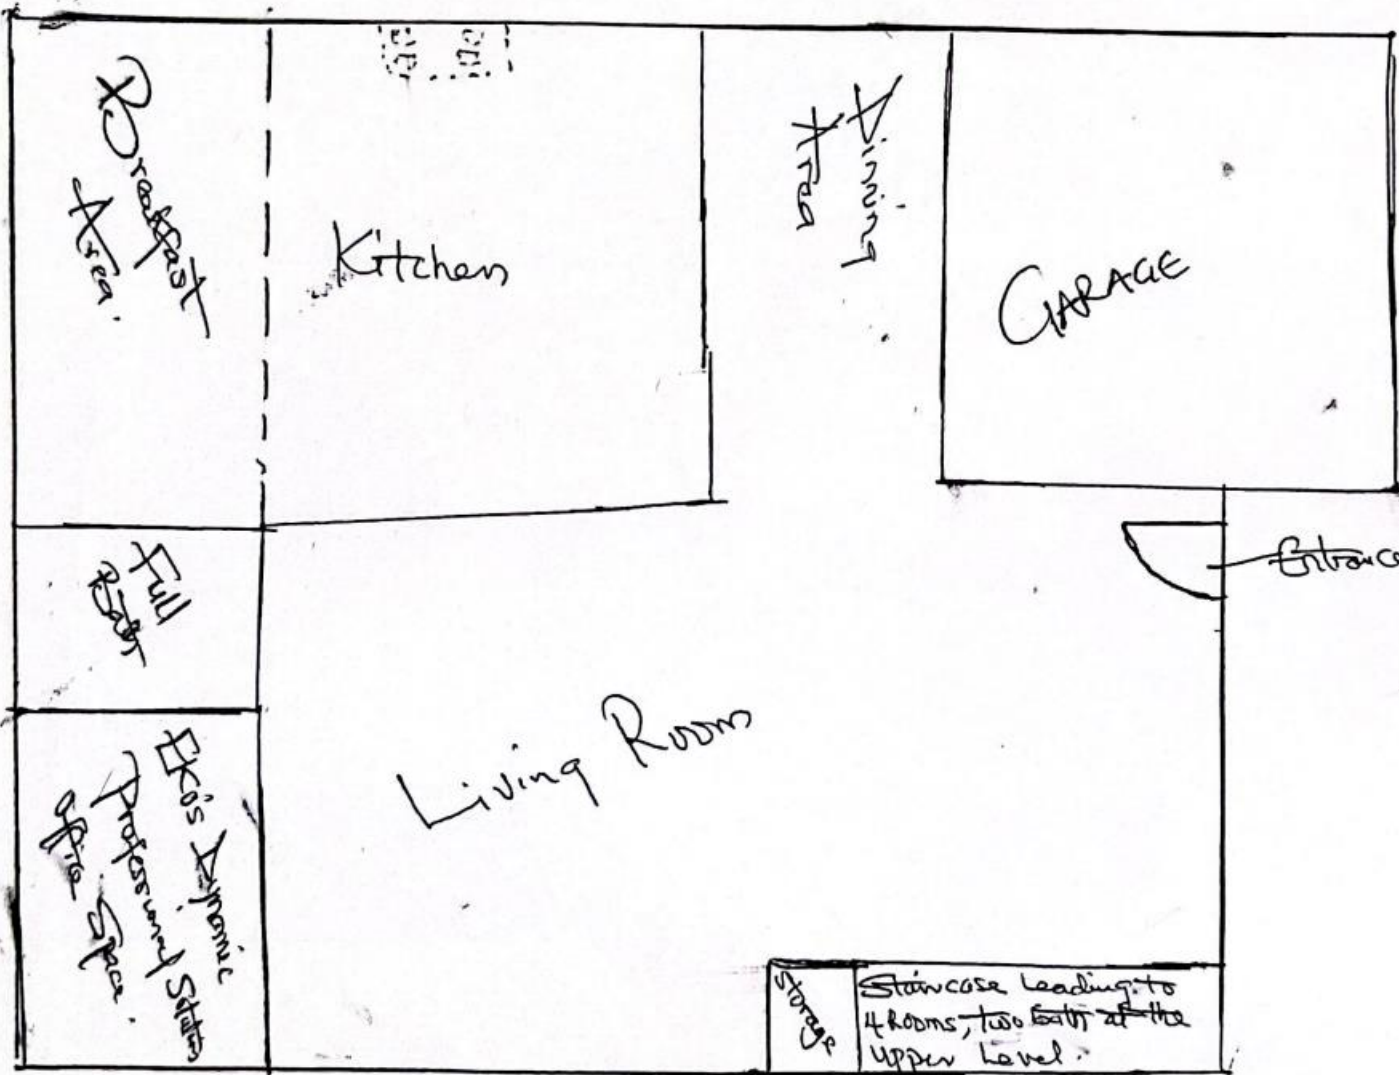 Breakfast
Area.
Kitchen
Dinning
Area
GARAGE
Entrance
Full
Bath
Living Room
Eko's Dynamic
Professional Solution
office Space.
Storage
Staircase Leading to
4 Rooms, two bath at the
Upper Level.